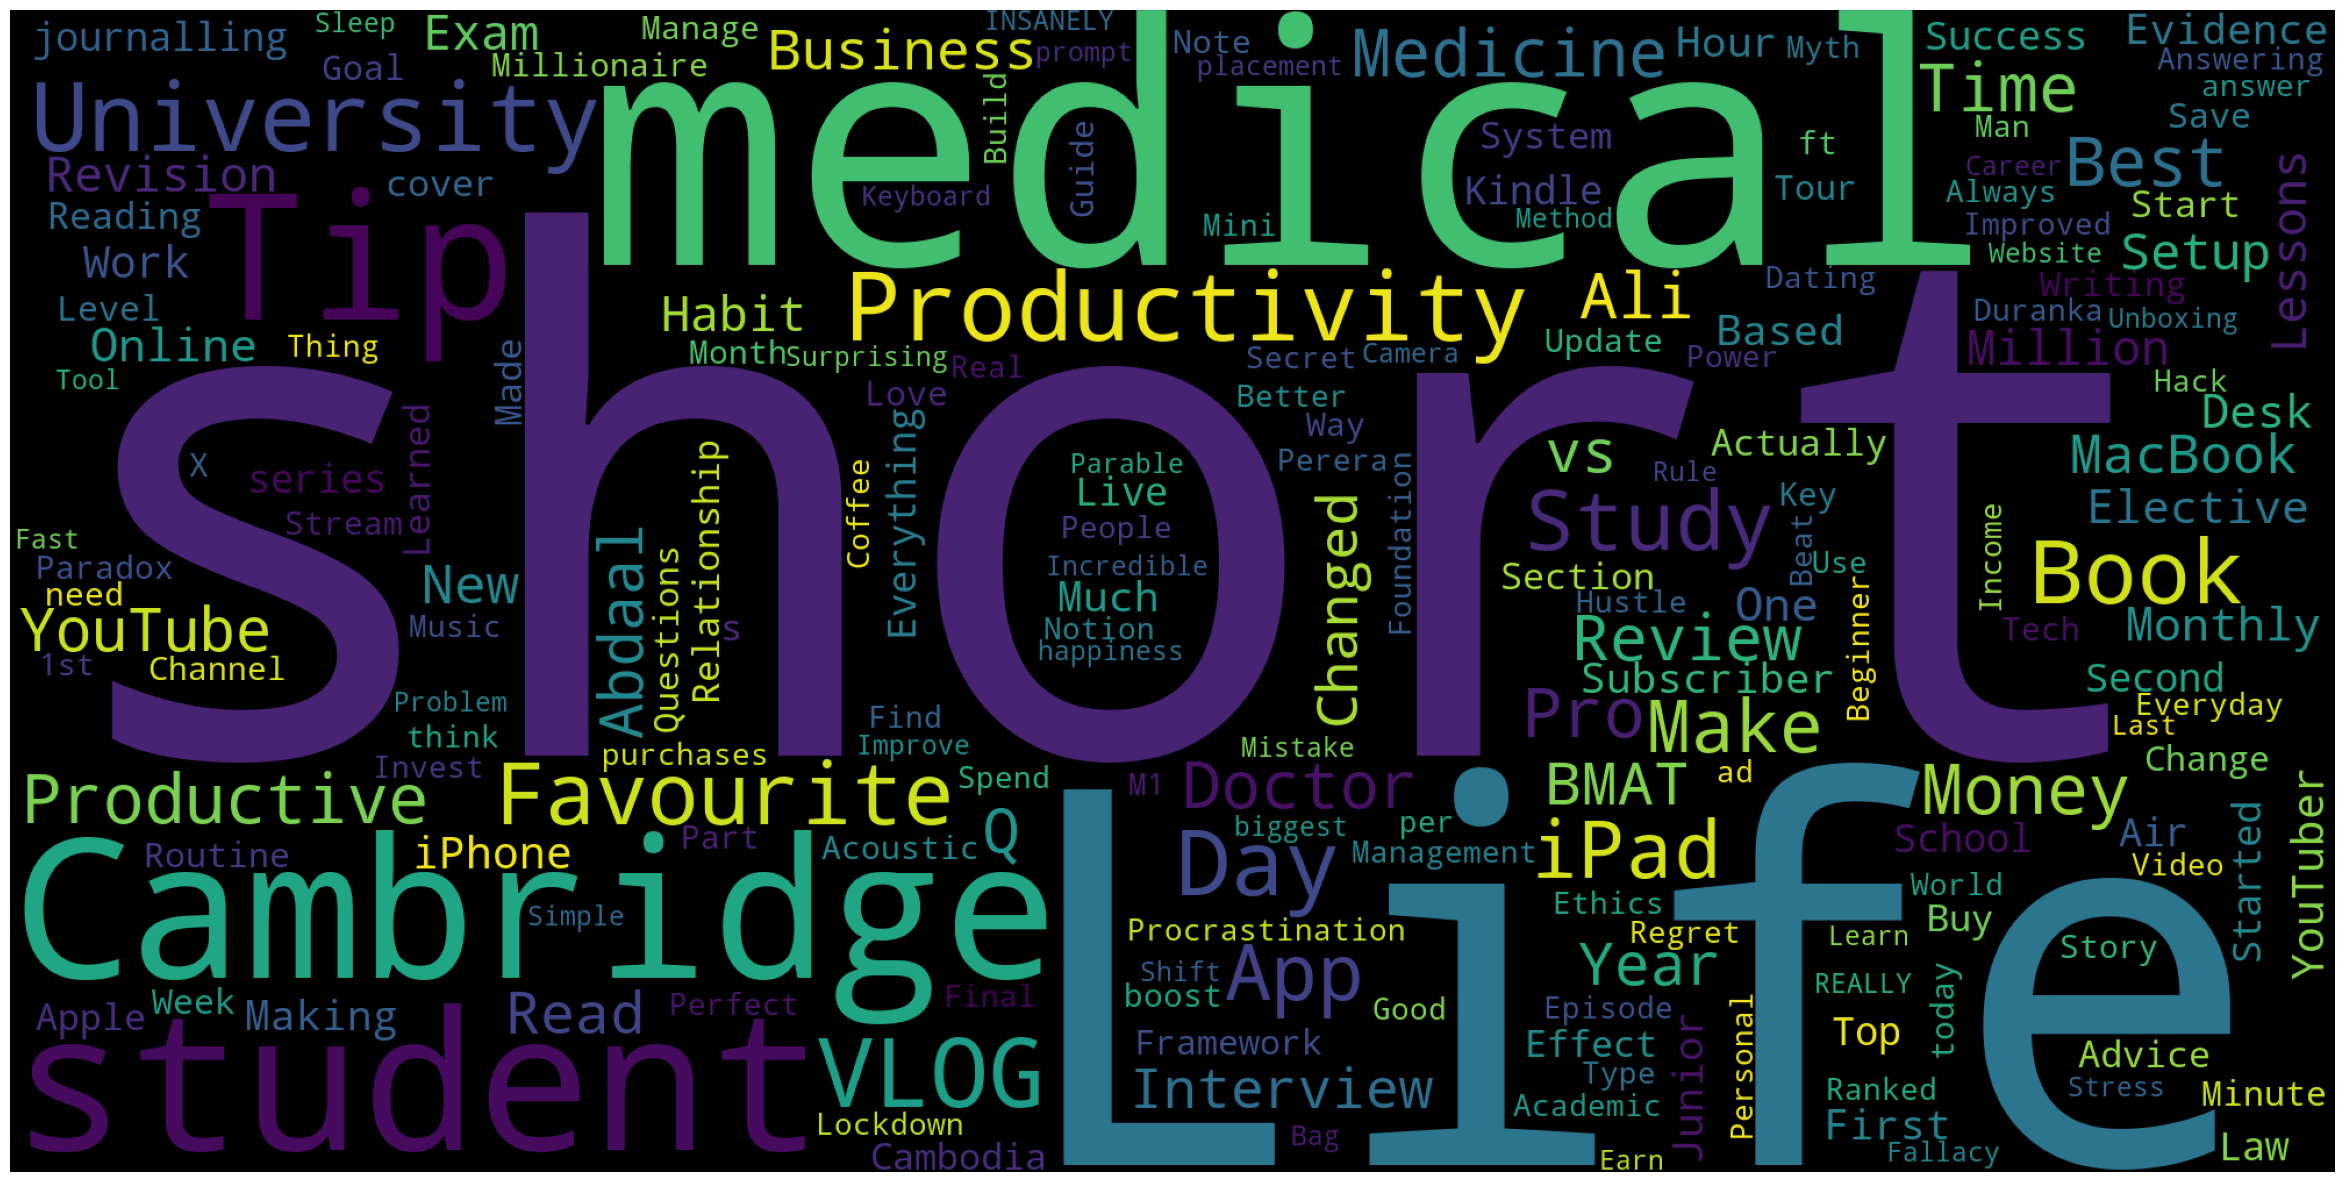 journalling
Sleep
Exam
Manage
Business
INSANELY
prompt
Note
placement
Medicine
Hour
Myth
Success
Evidence
Answering
answer
Goal
Millionaire
University
medical
Build
Guide
Keyboard
Mini
System
Kindle
Method
ft
Tour
Time
Man
Save
Career
Best
Always
Start
Improved
Website
Setup
Lessons
Revision
cover
Reading
Tip
Work
Level
Online
Thing
Tool
Made
Habit
Productivity
Ali
Dating
Writing
Duranka
Unboxing
Month
Surprising
Real
Love
Secret
Camera
Update
Based
Power
Million
Hack
Desk
Better
Way
Pereran
vs
Actually
Rule
MacBook
short
X
series
Learned
Stream
Fast
Paradox
need
YouTube
New
Music
1st
Channel
Abdaal
Questions
Relationship
s
Coffee
Everything
Parable
Live
People
Incredible
Much
Notion
happiness
Changed
Foundation
Study
Key
Beat
Use
Section
Hustle
One
Beginner
Income
Elective
Book
Tech
Monthly
Review
Subscriber
Second
Everyday
Last
Problem
think
Invest
purchases
Find
Improve
Mistake
Pro
Make
Change
Productive
Favourite
Spend
M1
Doctor
BMAT
ad
Money
YouTuber
Started
Cambridge
Routine
iPhone
Part
Acoustic
Q
Simple
biggest
per
Management
Day
iPad
School
Air
Video
World
Buy
Story
Life
Procrastination
Ethics
Regret
Learn
Shift
boost
App
Good
Year
REALLY
today
Episode
Personal
Apple
Week
Making
Read
Perfect
Final
student
VLOG
Lockdown
Cambodia
Framework
Interview
Bag
Effect
Type
Academic
Junior
Earn
Top
Ranked
First
Fallacy
Advice
Stress
Minute
Law